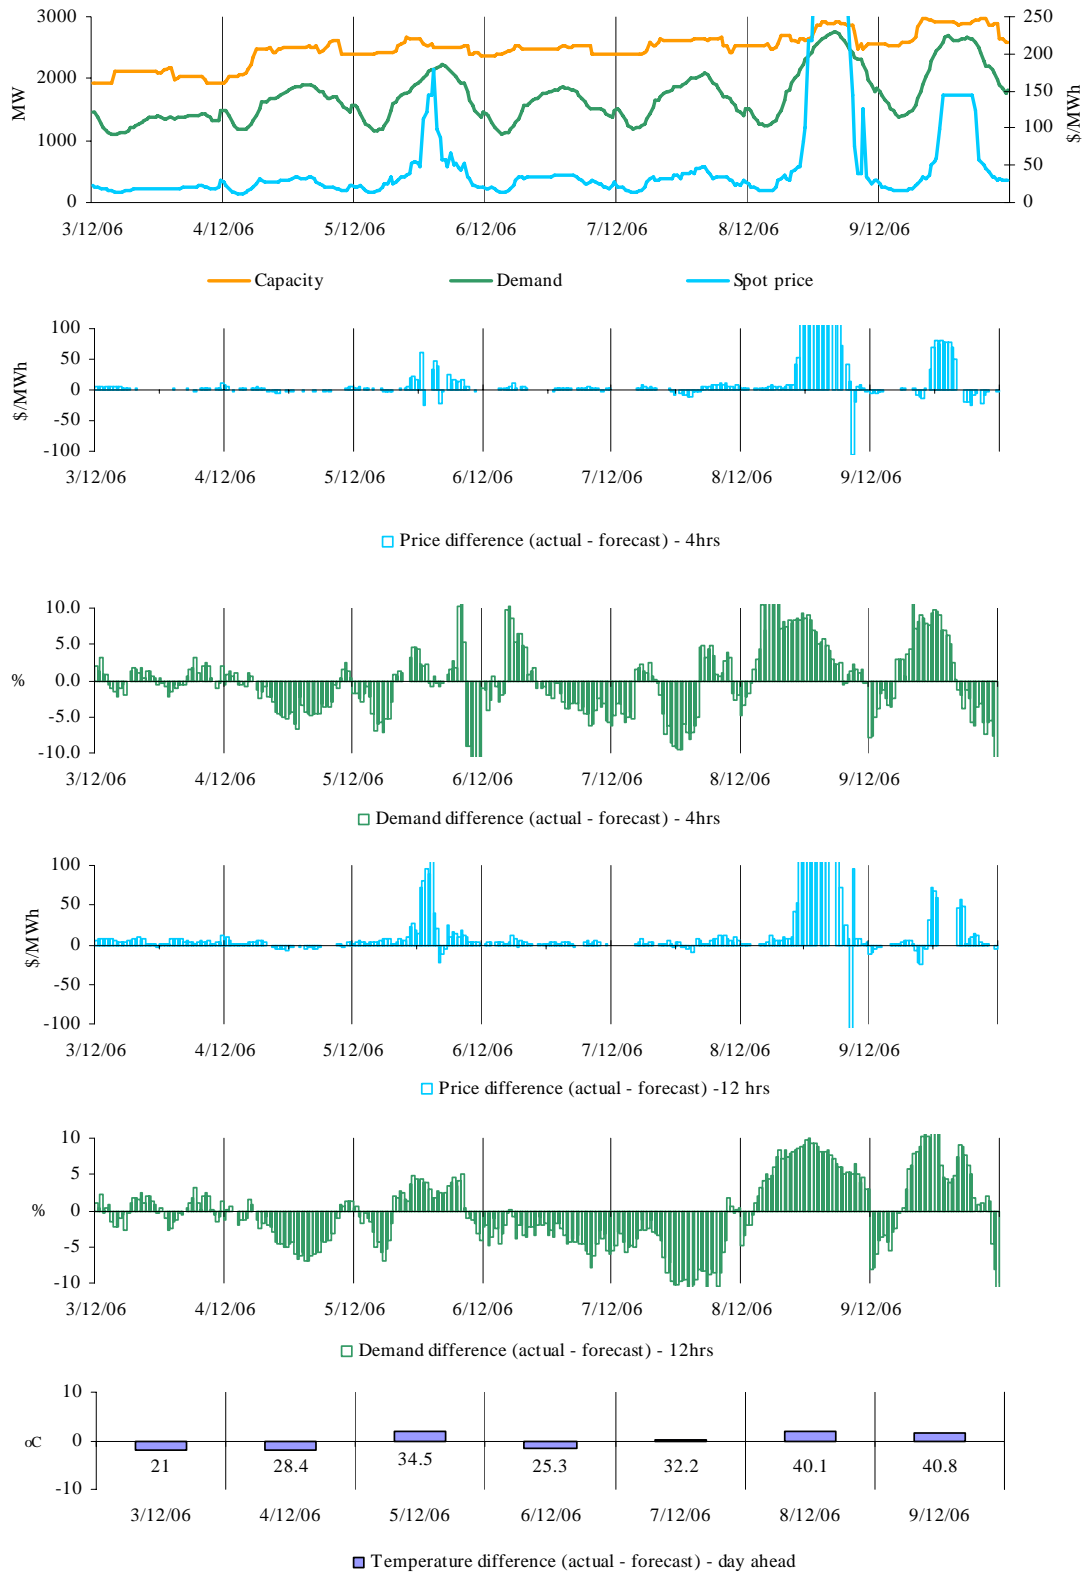 3000 250
200
2000 150
MW $/MWh
100
1000
50
0 0
3/12/06 4/12/06 5/12/06 6/12/06 7/12/06 8/12/06 9/12/06
Capacity Demand Spot price
100
50
$/MWh
0
-50
-100
3/12/06 4/12/06 5/12/06 6/12/06 7/12/06 8/12/06 9/12/06
Price difference (actual - forecast) - 4hrs
10.0
5.0
% 0.0
-5.0
-10.0
3/12/06 4/12/06 5/12/06 6/12/06 7/12/06 8/12/06 9/12/06
Demand difference (actual - forecast) - 4hrs
100
50
$/MWh
0
-50
-100
3/12/06 4/12/06 5/12/06 6/12/06 7/12/06 8/12/06 9/12/06
Price difference (actual - forecast) -12 hrs
10
5
% 0
-5
-10
3/12/06 4/12/06 5/12/06 6/12/06 7/12/06 8/12/06 9/12/06
Demand difference (actual - forecast) - 12hrs
10
oC 0
21 28.4 34.5 25.3 32.2 40.1 40.8
-10
3/12/06 4/12/06 5/12/06 6/12/06 7/12/06 8/12/06 9/12/06
Temperature difference (actual - forecast) - day ahead